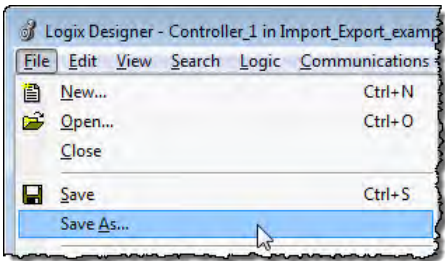 Logix Designer - Controller_1 in Import_Export_examp
File Edit View Search Logic Communications
New... Ctrl+N
Open... Ctrl+O
Close
Save Ctrl+S
Save As...